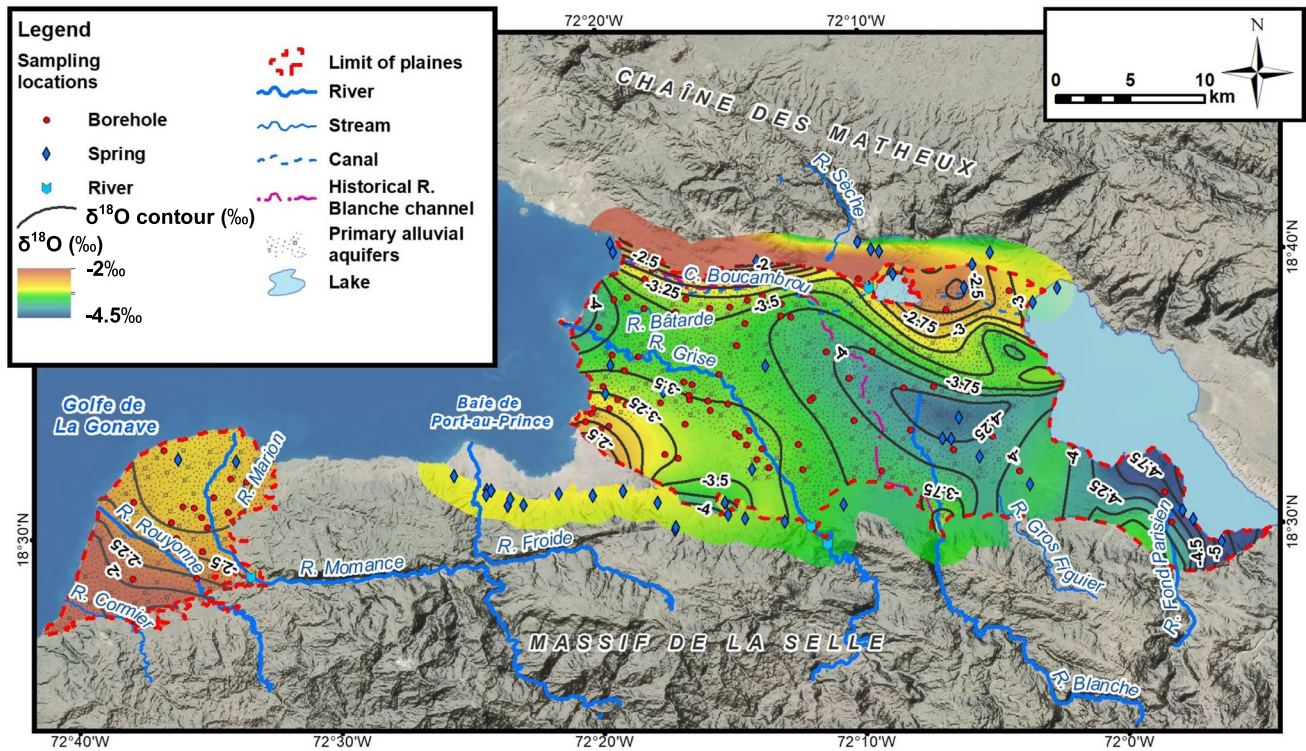 72°20'W
72°10'W
N
0 5 10
km
Legend
Sampling
locations
Borehole
Spring
River
δ18O contour (‰)
δ18O (‰)
-2‰
-4.5‰
Limit of plaines
River
Stream
Canal
Historical R.
Blanche channel
Primary alluvial
aquifers
Lake
CHAÎNE DES MATHEUX
R. Sèche
18°40'N
18°40'N
-2.5
-2
C. Boucambrou
-3.25
-3.5
-2.5
-3
-2.75
-3
-4
R. Bâtarde
R. Grise
-4
-3.75
-3.5
-3.25
-2.5
-4.25
-4
-4
-4.75
-4.25
-3.5
-4
-3.75
-4.5
-5
Golfe de
La Gonave
Baie de
Port-au-Prince
R. Marion
R. Rouyonne
-2.25
-2
-2.5
R. Cormier
R. Momance
R. Froide
R. Gros Figuier
R. Fond Parisien
18°30'N
18°30'N
MASSIF DE LA SELLE
R. Blanche
72°40'W
72°30'W
72°20'W
72°10'W
72°0'W